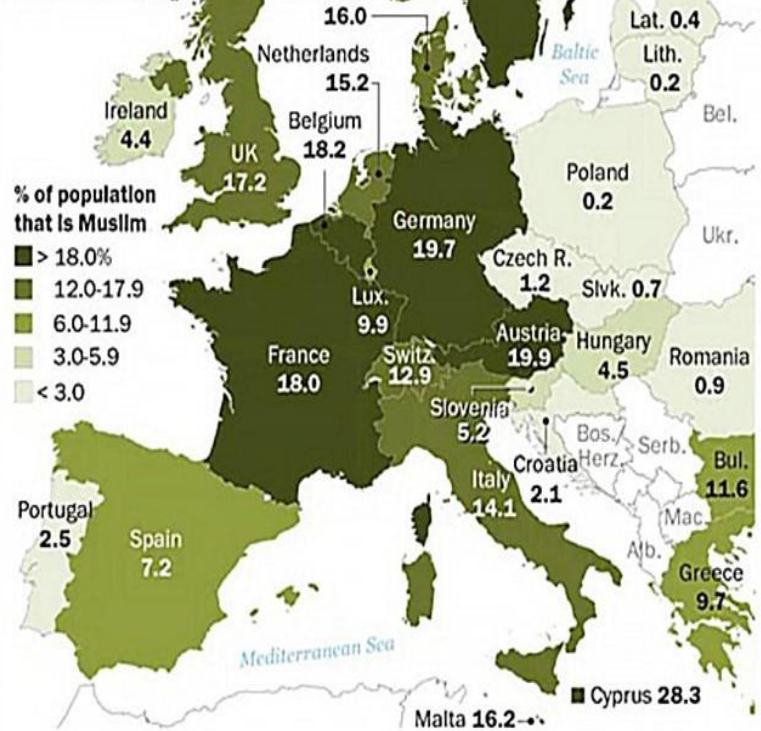 16.0
Lat. 0.4
Netherlands
15.2
Baltic
Sea
Lith.
0.2
Ireland
4.4
Belgium
18.2
Bel.
UK
17.2
Poland
0.2
% of population
that is Muslim
> 18.0%
12.0-17.9
6.0-11.9
3.0-5.9
< 3.0
Germany
19.7
Ukr.
Czech R.
1.2
Slvk. 0.7
Lux.
9.9
Austria
19.9
Hungary
4.5
Romania
0.9
France
18.0
Switz.
12.9
Slovenia
5.2
Bos./
Herz.
Serb.
Croatia
2.1
Bul.
11.6
Italy
14.1
Portugal
2.5
Spain
7.2
Mac.
Alb.
Greece
9.7
Mediterranean Sea
Cyprus 28.3
Malta 16.2